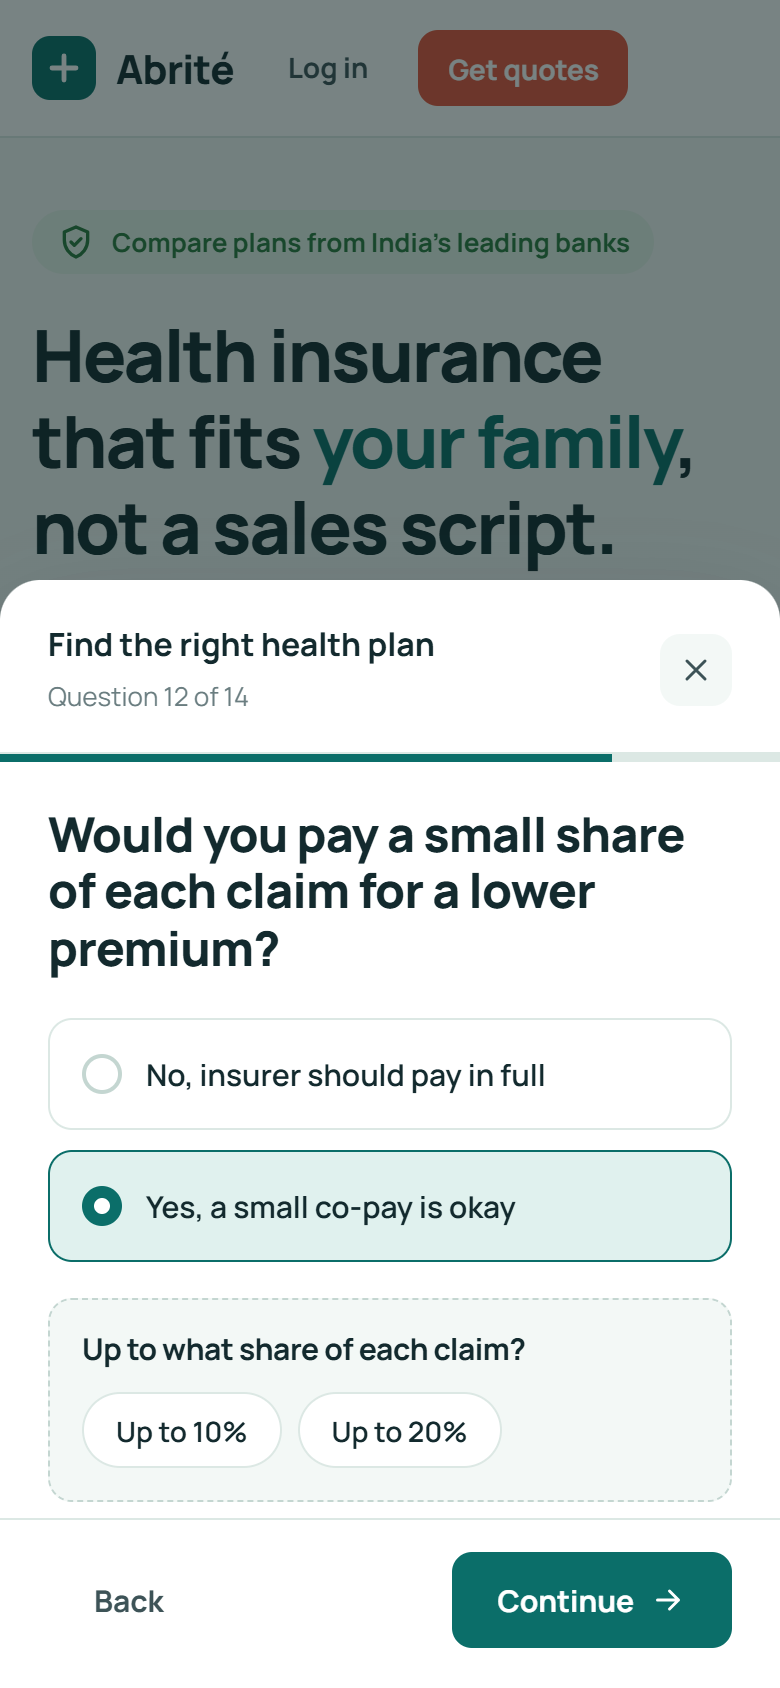 Abrité
Log in
Get quotes
Compare plans from India's leading banks
Health insurance
that fits your family,
not a sales script.
Find the right health plan
Question 12 of 14
Would you pay a small share
of each claim for a lower
premium?
No, insurer should pay in full
Yes, a small co-pay is okay
Up to what share of each claim?
Up to 10%
Up to 20%
Back
Continue →